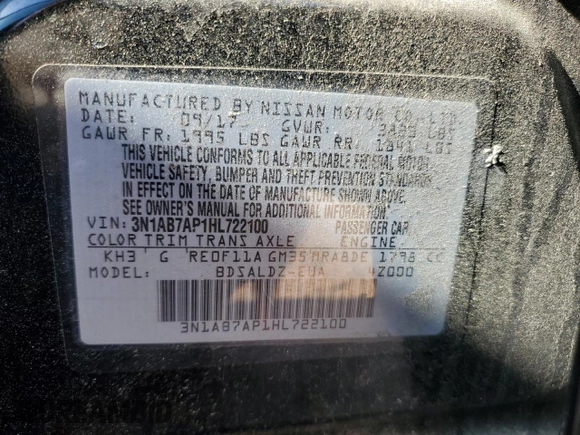 MANUFACTURED BY NISSAN MOTOR CO., LTD.
DATE: 09/17 GVWR: LBS
GAWR FR: 1995 LBS GAWR RR: 1841 LBS
THIS VEHICLE CONFORMS TO ALL APPLICABLE FEDERAL MOTOR
VEHICLE SAFETY, BUMPER AND THEFT PREVENTION STANDARDS
IN EFFECT ON THE DATE OF MANUFACTURE SHOWN ABOVE.
SEE OWNER'S MANUAL FOR ADDITIONAL INFORMATION.
VIN: 3N1AB7AP1HL722100 PASSENGER CAR
COLOR TRIM TRANS AXLE ENGINE
KH3 G RE0F11A GM35 MRA8DE 1798 CC
MODEL: BDSALDZ-EUA 4Z000
3N1AB7AP1HL722100